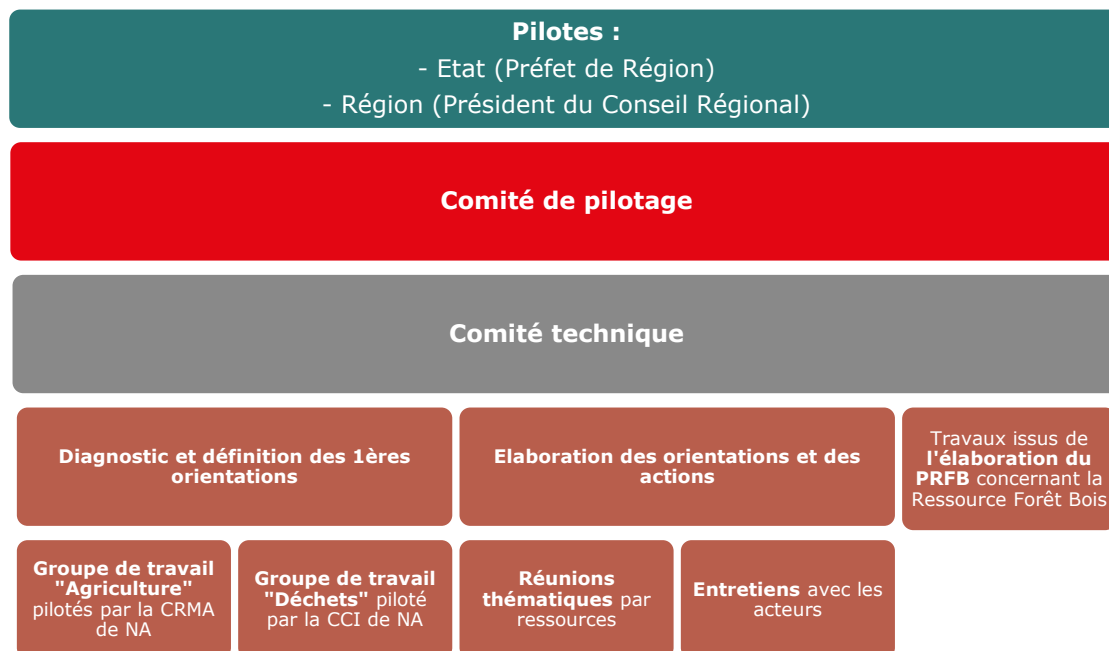 Pilotes :
- Etat (Préfet de Région)
- Région (Président du Conseil Régional)
Comité de pilotage
Comité technique
Diagnostic et définition des 1ères
orientations
Elaboration des orientations et des
actions
Travaux issus de
l'élaboration du
PRFB concernant la
Ressource Forêt Bois
Groupe de travail
"Agriculture"
pilotés par la CRMA
de NA
Groupe de travail
"Déchets" piloté
par la CCI de NA
Réunions
thématiques par
ressources
Entretiens avec les
acteurs